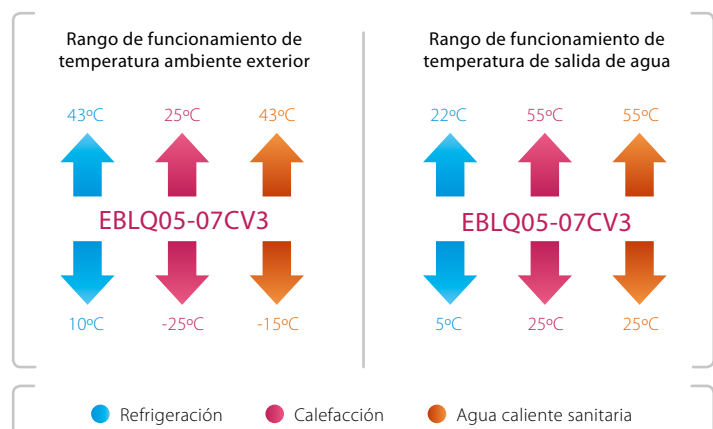 Rango de funcionamiento de
temperatura ambiente exterior
43ºC 25ºC 43ºC
EBLQ05-07CV3
10ºC -25ºC -15ºC
Rango de funcionamiento de
temperatura de salida de agua
22ºC 55ºC 55ºC
EBLQ05-07CV3
5ºC 25ºC 25ºC
Refrigeración Calefacción Agua caliente sanitaria